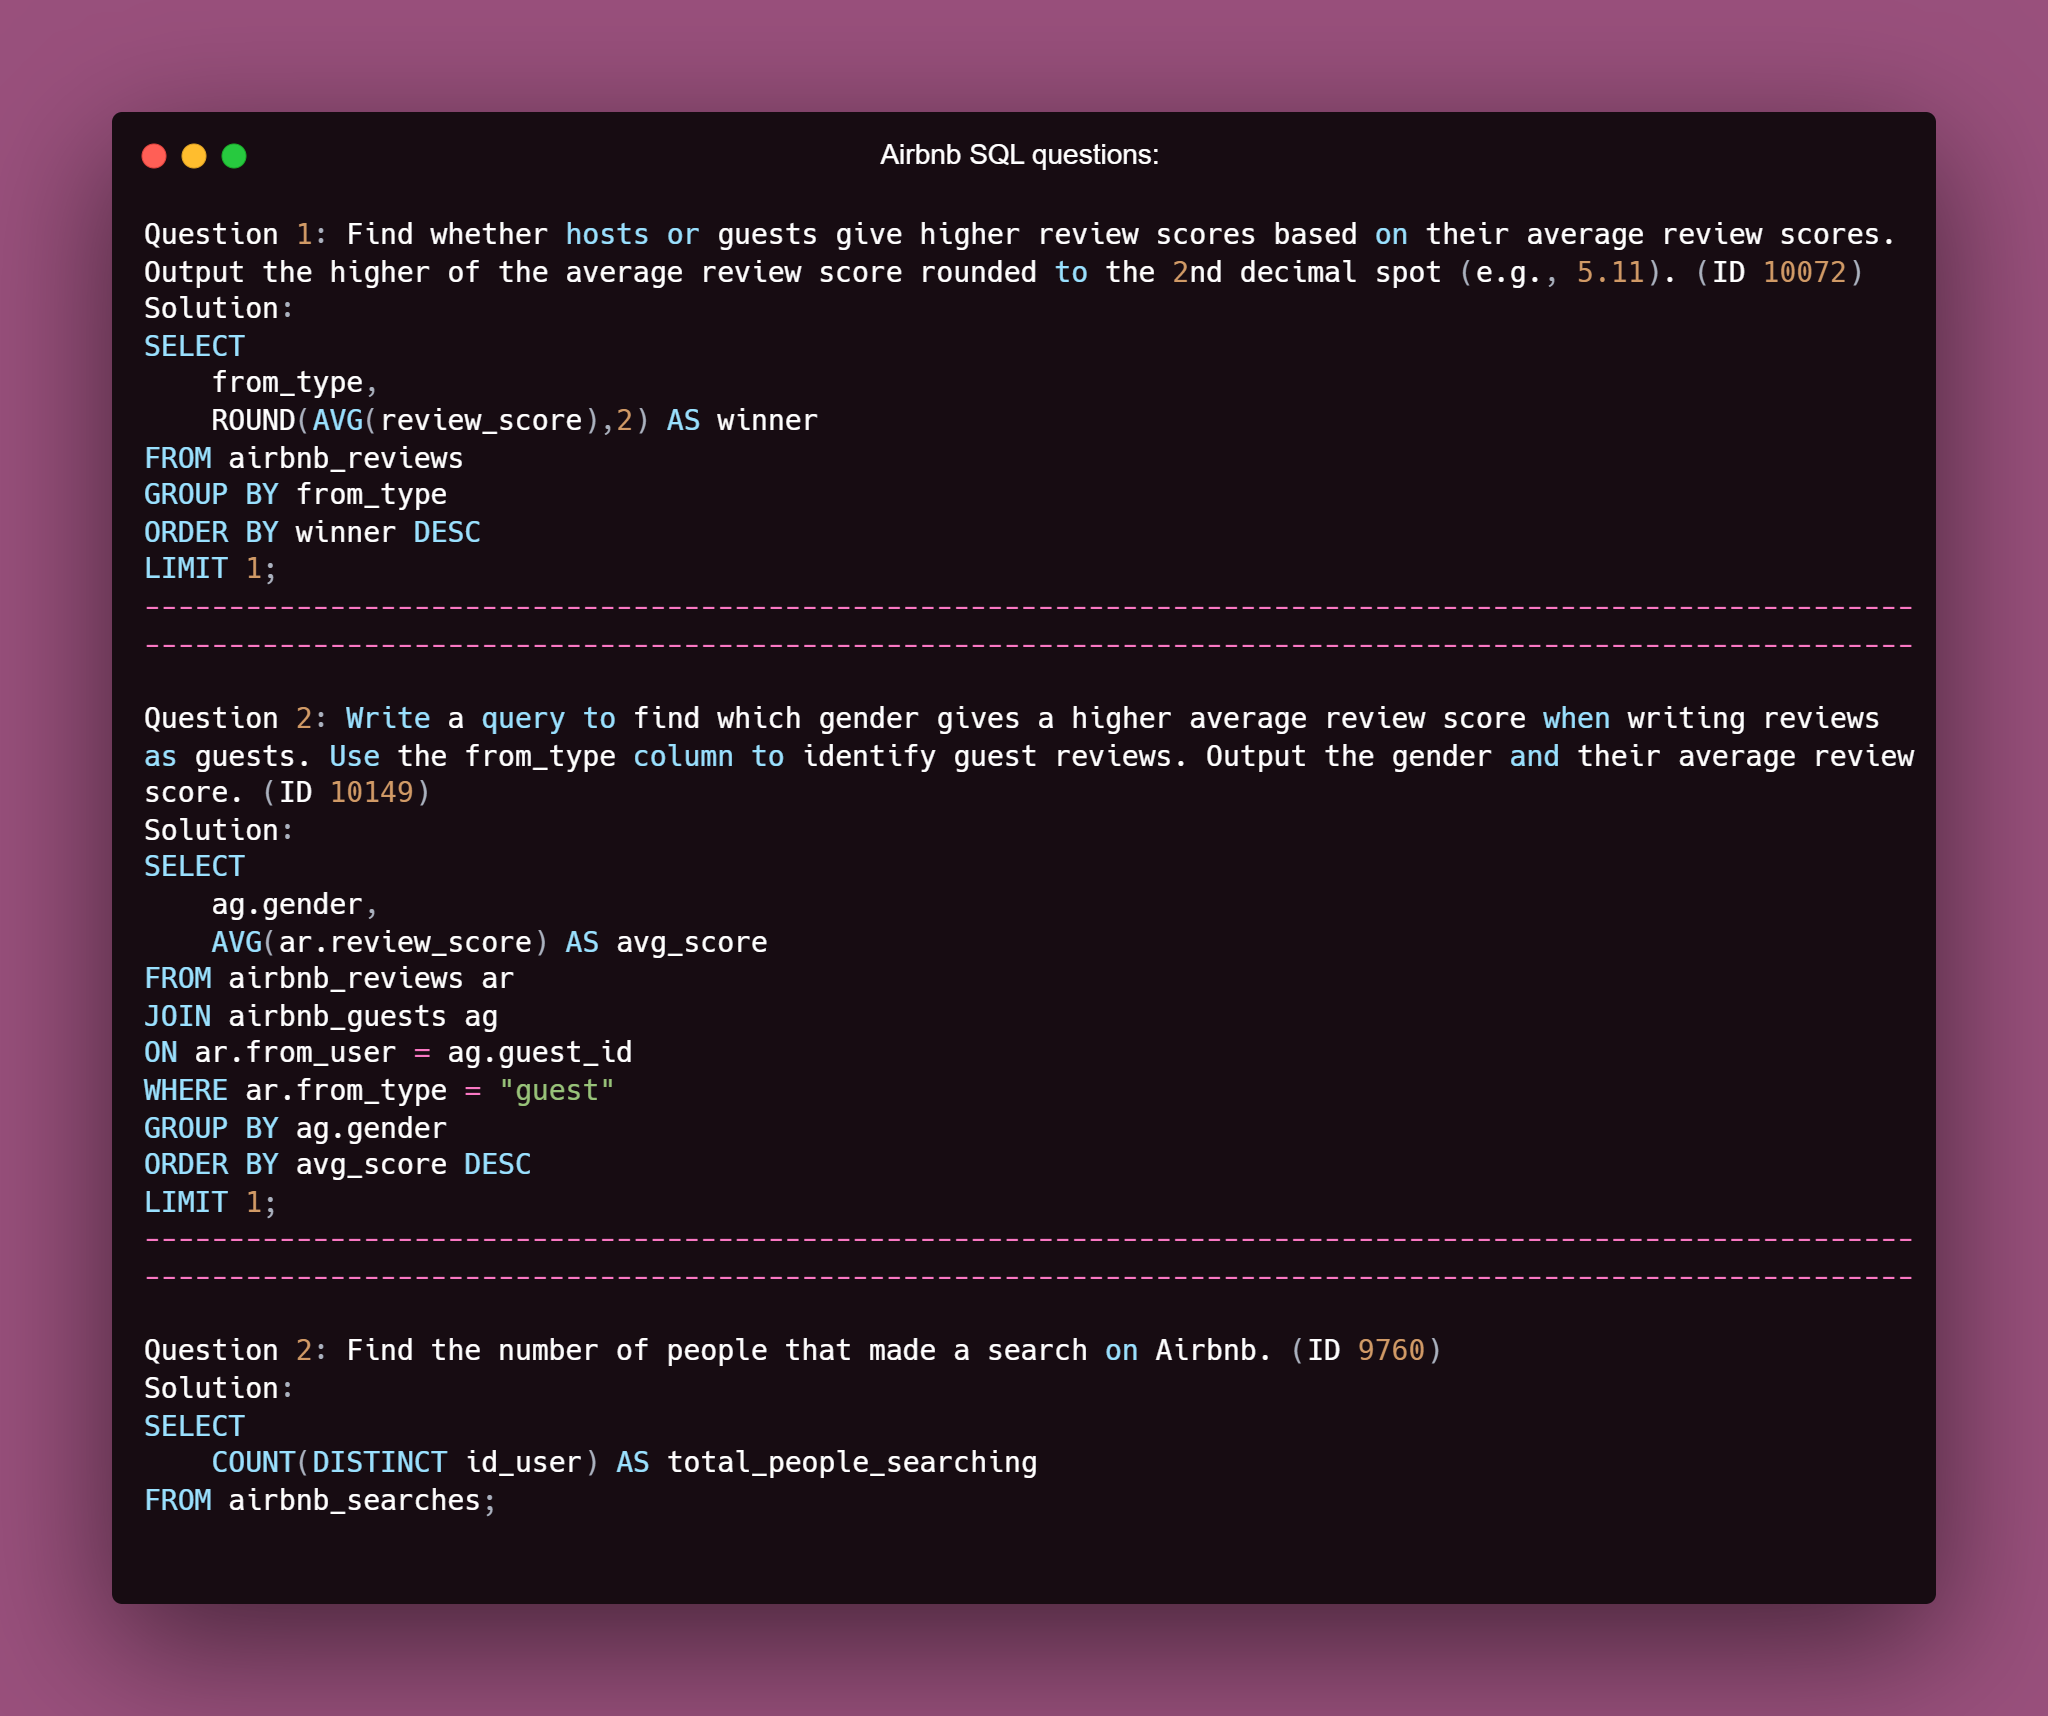 Airbnb SQL questions:
Question 1: Find whether hosts or guests give higher review scores based on their average review scores.
Output the higher of the average review score rounded to the 2nd decimal spot (e.g., 5.11). (ID 10072)
Solution:
SELECT
    from_type,
    ROUND(AVG(review_score),2) AS winner
FROM airbnb_reviews
GROUP BY from_type
ORDER BY winner DESC
LIMIT 1;
---------------------------------------------------------------------------------------------------------
---------------------------------------------------------------------------------------------------------
Question 2: Write a query to find which gender gives a higher average review score when writing reviews
as guests. Use the from_type column to identify guest reviews. Output the gender and their average review
score. (ID 10149)
Solution:
SELECT
    ag.gender,
    AVG(ar.review_score) AS avg_score
FROM airbnb_reviews ar
JOIN airbnb_guests ag
ON ar.from_user = ag.guest_id
WHERE ar.from_type = "guest"
GROUP BY ag.gender
ORDER BY avg_score DESC
LIMIT 1;
---------------------------------------------------------------------------------------------------------
---------------------------------------------------------------------------------------------------------
Question 2: Find the number of people that made a search on Airbnb. (ID 9760)
Solution:
SELECT
    COUNT(DISTINCT id_user) AS total_people_searching
FROM airbnb_searches;